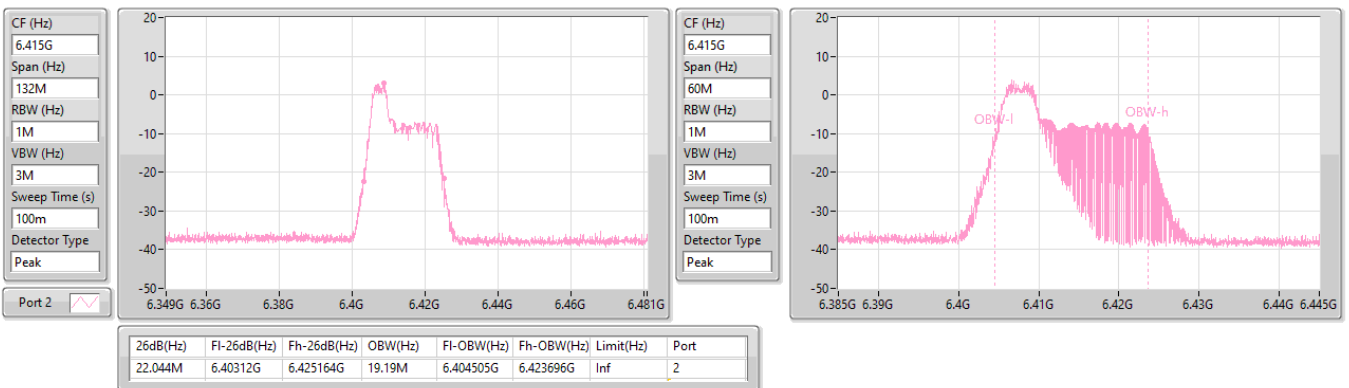 CF (Hz)
6.415G
Span (Hz)
132M
RBW (Hz)
1M
VBW (Hz)
3M
Sweep Time (s)
100m
Detector Type
Peak
Port 2
20
10
0
-10
-20
-30
-40
-50
6.349G 6.36G 6.38G 6.4G 6.42G 6.44G 6.46G 6.481G
CF (Hz)
6.415G
Span (Hz)
60M
RBW (Hz)
1M
VBW (Hz)
3M
Sweep Time (s)
100m
Detector Type
Peak
20
10
0
-10
-20
-30
-40
-50
OBW-l
OBW-h
6.385G 6.39G 6.4G 6.41G 6.42G 6.43G 6.44G 6.445G
26dB(Hz) Fl-26dB(Hz) Fh-26dB(Hz) OBW(Hz) Fl-OBW(Hz) Fh-OBW(Hz) Limit(Hz) Port
22.044M 6.40312G 6.425164G 19.19M 6.404505G 6.423696G Inf 2